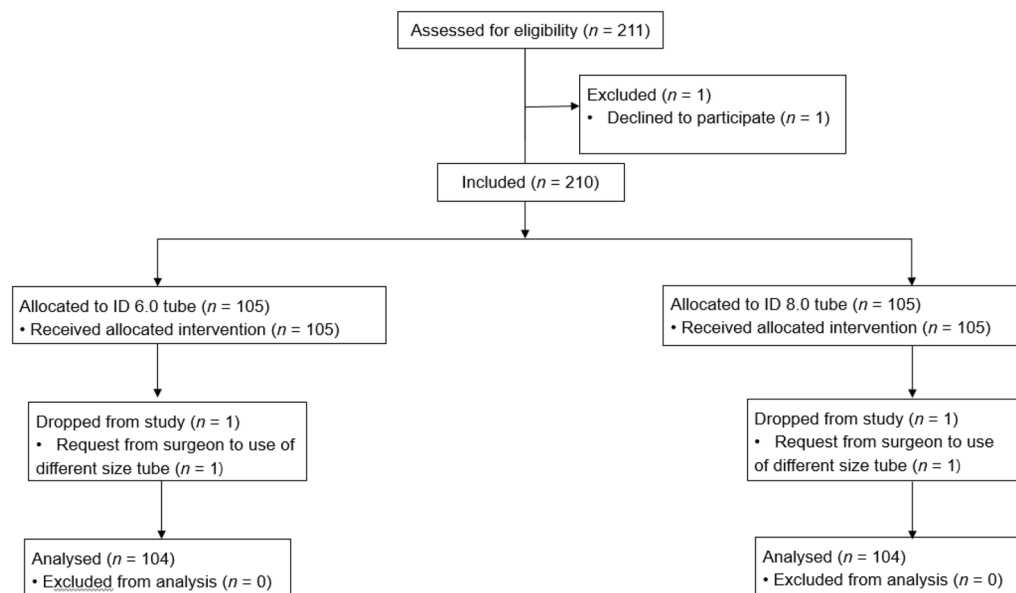 Assessed for eligibility (n = 211)
Excluded (n = 1)
• Declined to participate (n = 1)
Included (n = 210)
Allocated to ID 6.0 tube (n = 105)
• Received allocated intervention (n = 105)
Allocated to ID 8.0 tube (n = 105)
• Received allocated intervention (n = 105)
Dropped from study (n = 1)
• Request from surgeon to use of
different size tube (n = 1)
Dropped from study (n = 1)
• Request from surgeon to use
of different size tube (n = 1)
Analysed (n = 104)
• Excluded from analysis (n = 0)
Analysed (n = 104)
• Excluded from analysis (n = 0)